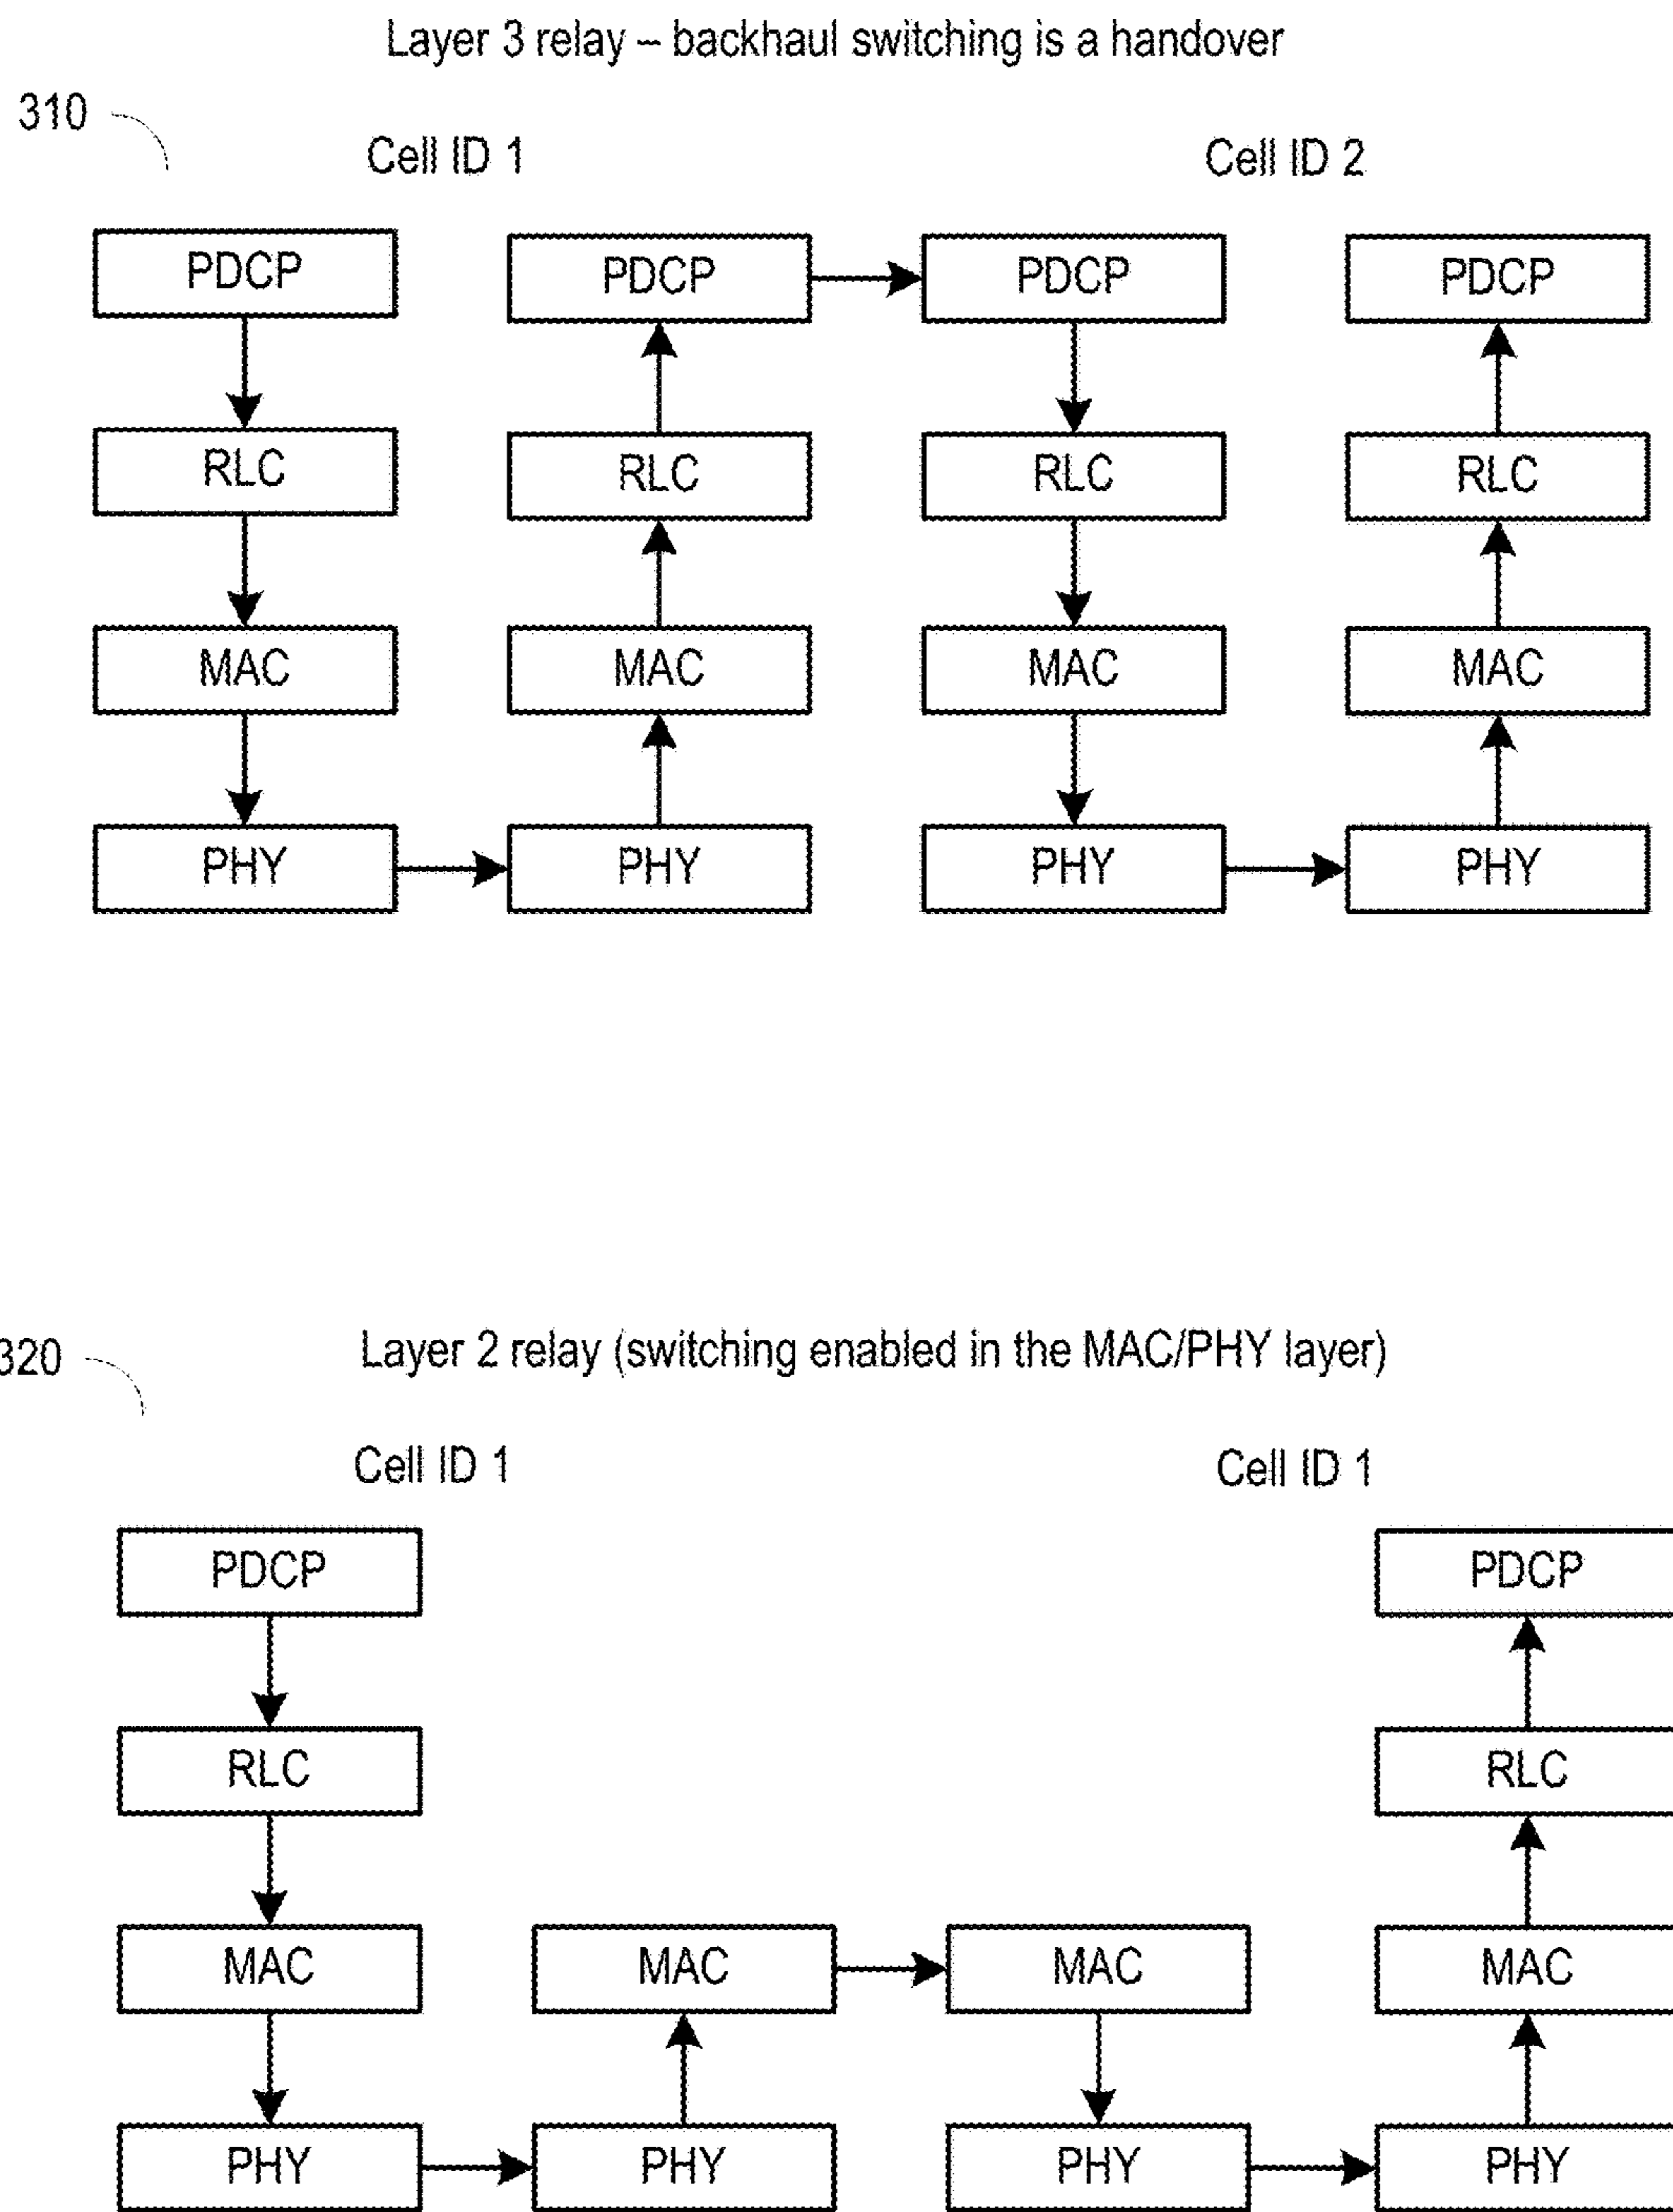 Layer 3 relay – backhaul switching is a handover
310
Cell ID 1 Cell ID 2
PDCP PDCP PDCP PDCP
RLC RLC RLC RLC
MAC MAC MAC MAC
PHY PHY PHY PHY
320
Layer 2 relay (switching enabled in the MAC/PHY layer)
Cell ID 1 Cell ID 1
PDCP PDCP
RLC RLC
MAC MAC MAC MAC
PHY PHY PHY PHY